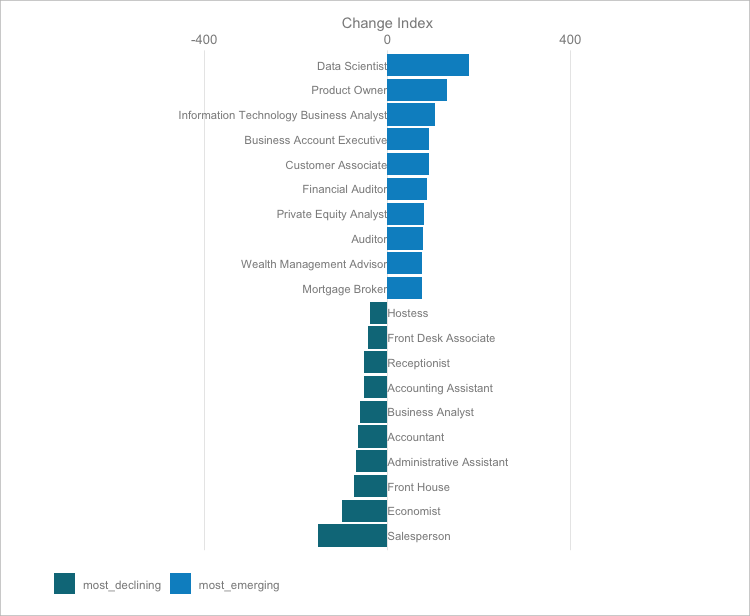 Change Index
-400 0 400
Data Scientist
Product Owner
Information Technology Business Analyst
Business Account Executive
Customer Associate
Financial Auditor
Private Equity Analyst
Auditor
Wealth Management Advisor
Mortgage Broker
Hostess
Front Desk Associate
Receptionist
Accounting Assistant
Business Analyst
Accountant
Administrative Assistant
Front House
Economist
Salesperson
most_declining most_emerging